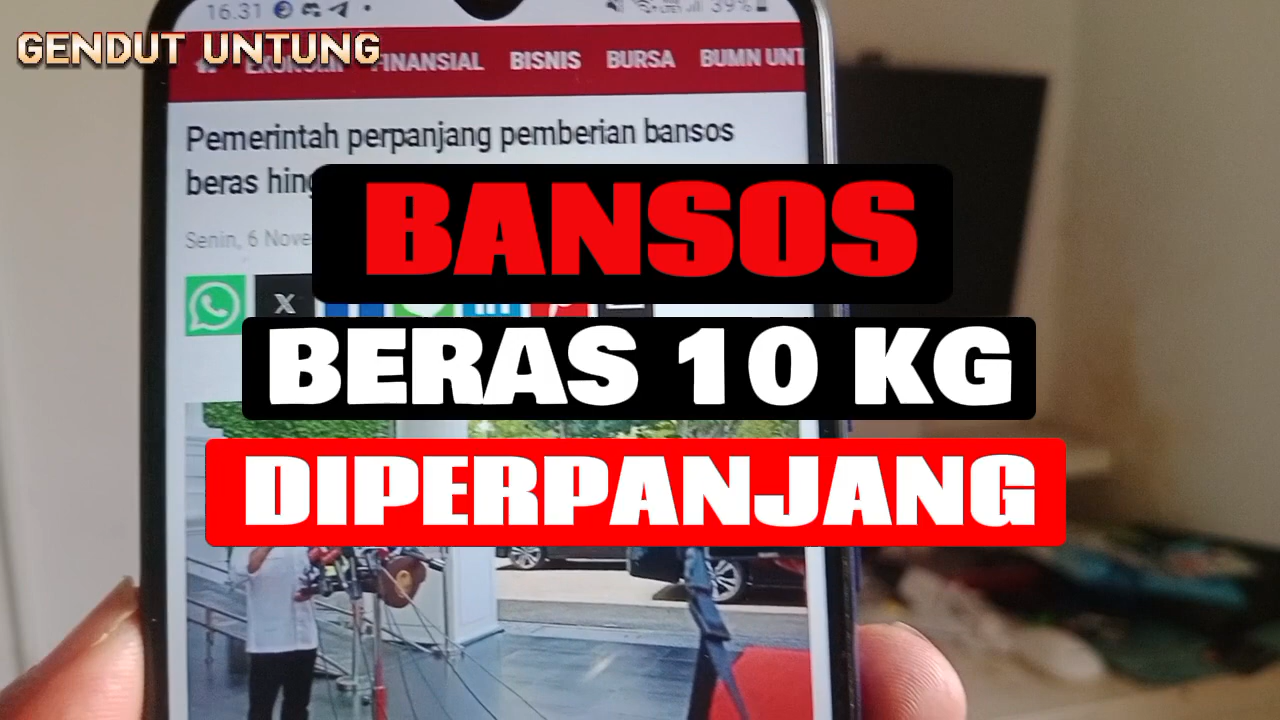 16.31
39%
GENDUT UNTUNG
FINANSIAL BISNIS BURSA BUMN UNT
Pemerintah perpanjang pemberian bansos
beras hing
Senin, 6 Nove
X
in
BANSOS
BERAS 10 KG
DIPERPANJANG